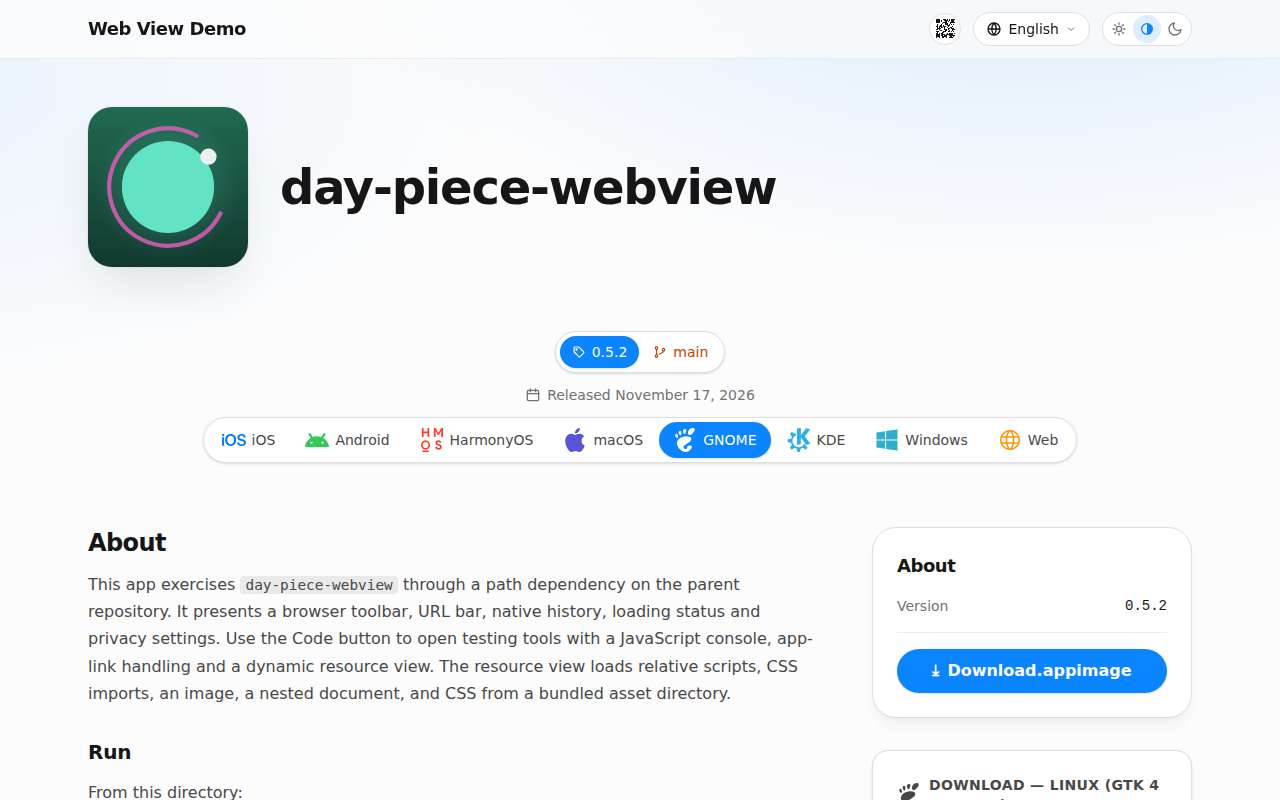 Web View Demo
English
day-piece-webview
0.5.2
main
Released November 17, 2026
iOS iOS
Android
HM
OS HarmonyOS
macOS
GNOME
KDE
Windows
Web
About
This app exercises day-piece-webview through a path dependency on the parent
repository. It presents a browser toolbar, URL bar, native history, loading status and
privacy settings. Use the Code button to open testing tools with a JavaScript console, app-
link handling and a dynamic resource view. The resource view loads relative scripts, CSS
imports, an image, a nested document, and CSS from a bundled asset directory.
Run
From this directory:
About
Version 0.5.2
Download.appimage
DOWNLOAD — LINUX (GTK 4